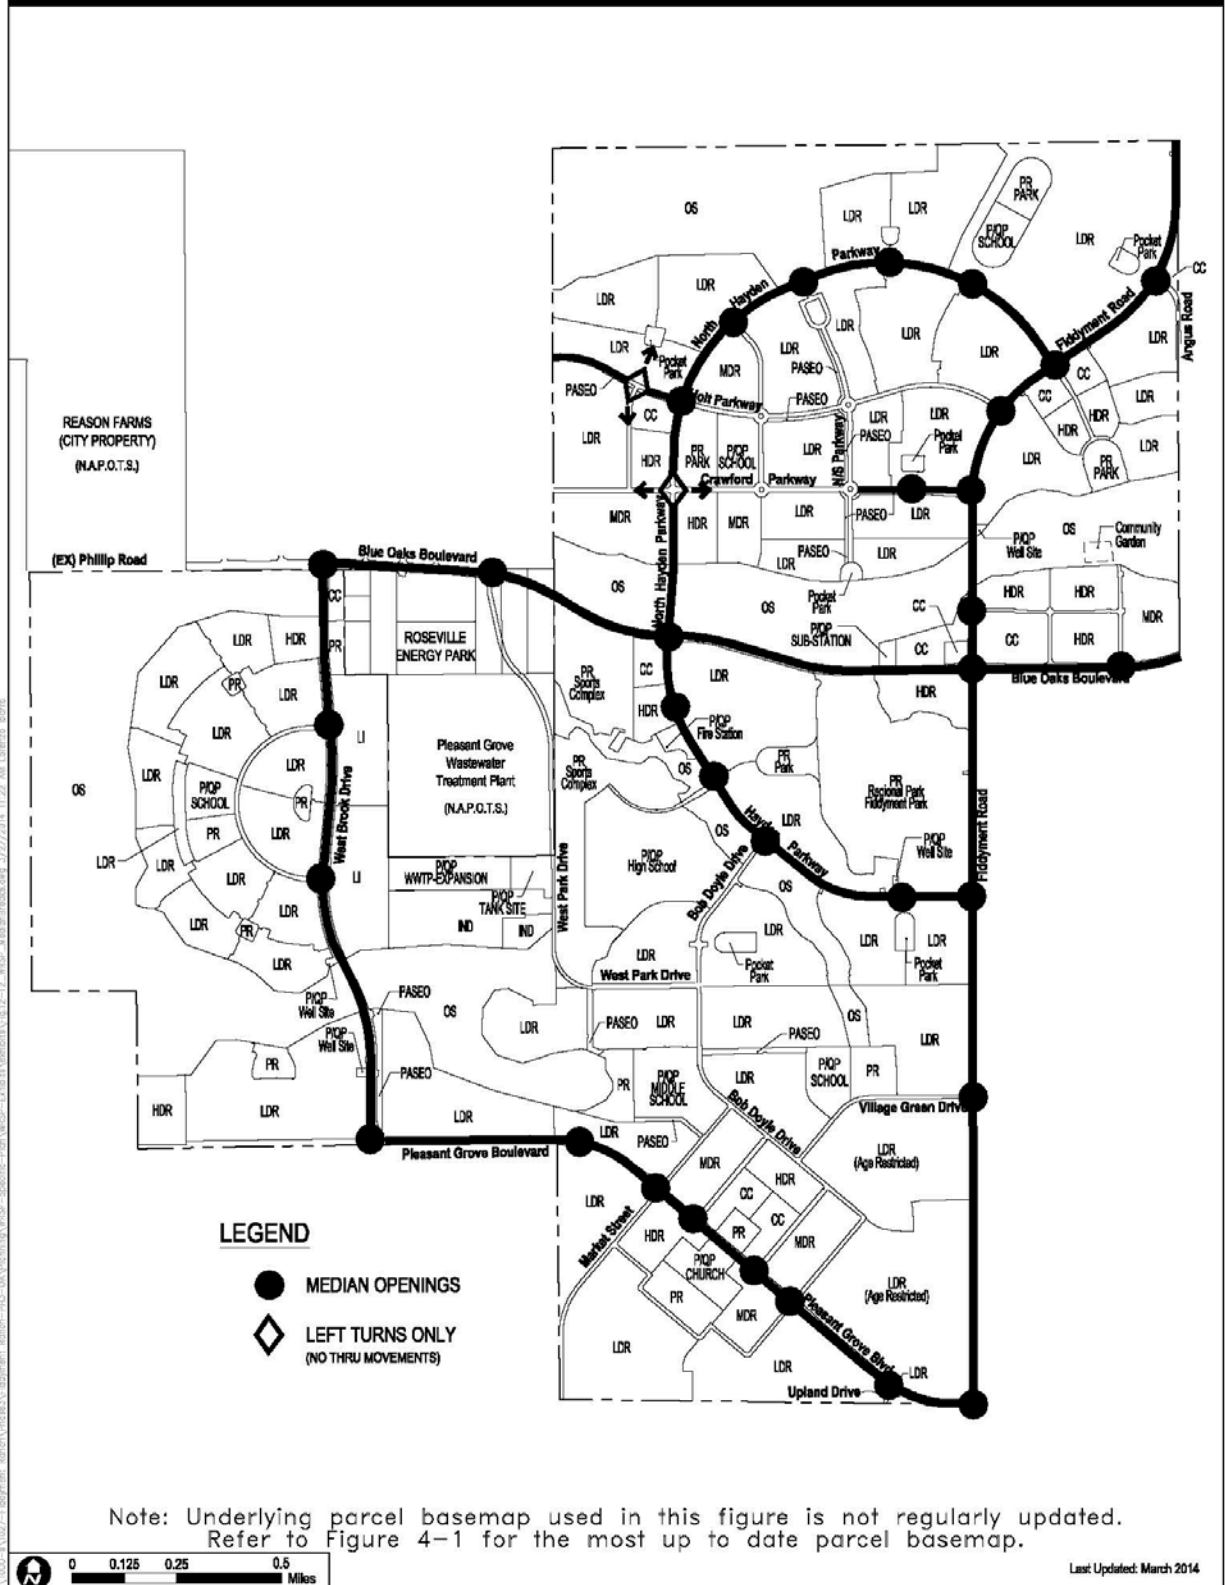 OS
PR
PARK
P/QP
SCHOOL
LDR
LDR
LDR
Pocket
Park
CC
Parkway
Hayden
North
Fiddyment Road
Angus Road
LDR
LDR
LDR
LDR
LDR
LDR
LDR
LDR
Pocket
Park
MDR
PASEO
PASEO
PASEO
Holt Parkway
CC
CC
CC
HDR
HDR
LDR
LDR
LDR
LDR
LDR
LDR
PASEO
Pocket
Park
N/S Parkway
REASON FARMS
(CITY PROPERTY)
(N.A.P.O.T.S.)
LDR
HDR
PR
PARK
P/QP
SCHOOL
LDR
PR
PARK
Crawford Parkway
MDR
HDR
MDR
LDR
PASEO
LDR
P/QP
Well Site
OS
Community
Garden
North Hayden Parkway
LDR
PASEO
LDR
(EX) Phillip Road
Blue Oaks Boulevard
OS
OS
Pocket
Park
CC
P/QP
SUB-STATION
HDR
HDR
MDR
CC
CC
HDR
Blue Oaks Boulevard
CC
PR
LDR
HDR
ROSEVILLE
ENERGY PARK
PR
Sports
Complex
CC
LDR
HDR
HDR
LDR
PR
LDR
LDR
P/QP
Fire Station
LI
Pleasant Grove
Wastewater
Treatment Plant
(N.A.P.O.T.S.)
PR
Sports
Complex
OS
PR
Park
PR
Regional Park
Fiddyment Park
OS
LDR
P/QP
SCHOOL
LDR
PR
PR
LDR
West Brook Drive
OS
Hayden
Parkway
LDR
P/QP
Well Site
Fiddyment Road
LDR
LDR
LDR
LI
P/QP
WWTP-EXPANSION
P/QP
TANK SITE
West Park Drive
P/QP
High School
Bob Doyle Drive
OS
LDR
LDR
PR
LDR
IND
IND
LDR
LDR
Pocket
Park
LDR
LDR
Pocket
Park
West Park Drive
P/QP
Well Site
PASEO
OS
LDR
PASEO
LDR
LDR
PASEO
OS
LDR
P/QP
Well Site
PR
PASEO
PR
P/QP
MIDDLE
SCHOOL
LDR
P/QP
SCHOOL
PR
HDR
LDR
LDR
Bob Doyle Drive
Village Green Drive
LDR
PASEO
Pleasant Grove Boulevard
MDR
LDR
(Age Restricted)
LDR
HDR
CC
CC
Market Street
HDR
PR
MDR
LEGEND
P/QP
CHURCH
MEDIAN OPENINGS
PR
MDR
LDR
(Age Restricted)
LEFT TURNS ONLY
(NO THRU MOVEMENTS)
Pleasant Grove Blvd
LDR
LDR
LDR
Upland Drive
Note: Underlying parcel basemap used in this figure is not regularly updated.
Refer to Figure 4-1 for the most up to date parcel basemap.
N
0 0.125 0.25 0.5
Miles
Last Updated: March 2014